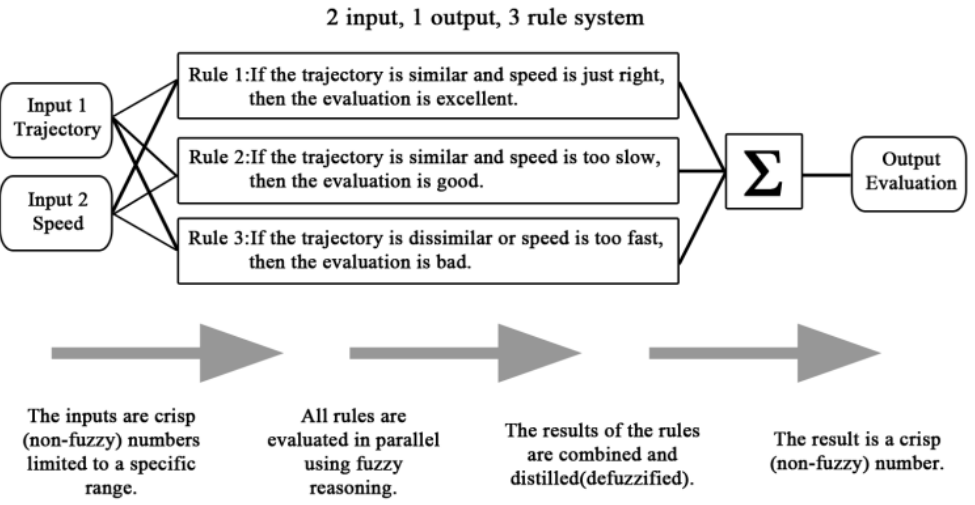 2 input, 1 output, 3 rule system
Input 1
Trajectory
Input 2
Speed
Rule 1:If the trajectory is similar and speed is just right,
then the evaluation is excellent.
Rule 2:If the trajectory is similar and speed is too slow,
then the evaluation is good.
Rule 3:If the trajectory is dissimilar or speed is too fast,
then the evaluation is bad.
Σ
Output
Evaluation
The inputs are crisp
(non-fuzzy) numbers
limited to a specific
range.
All rules are
evaluated in parallel
using fuzzy
reasoning.
The results of the rules
are combined and
distilled(defuzzified).
The result is a crisp
(non-fuzzy) number.